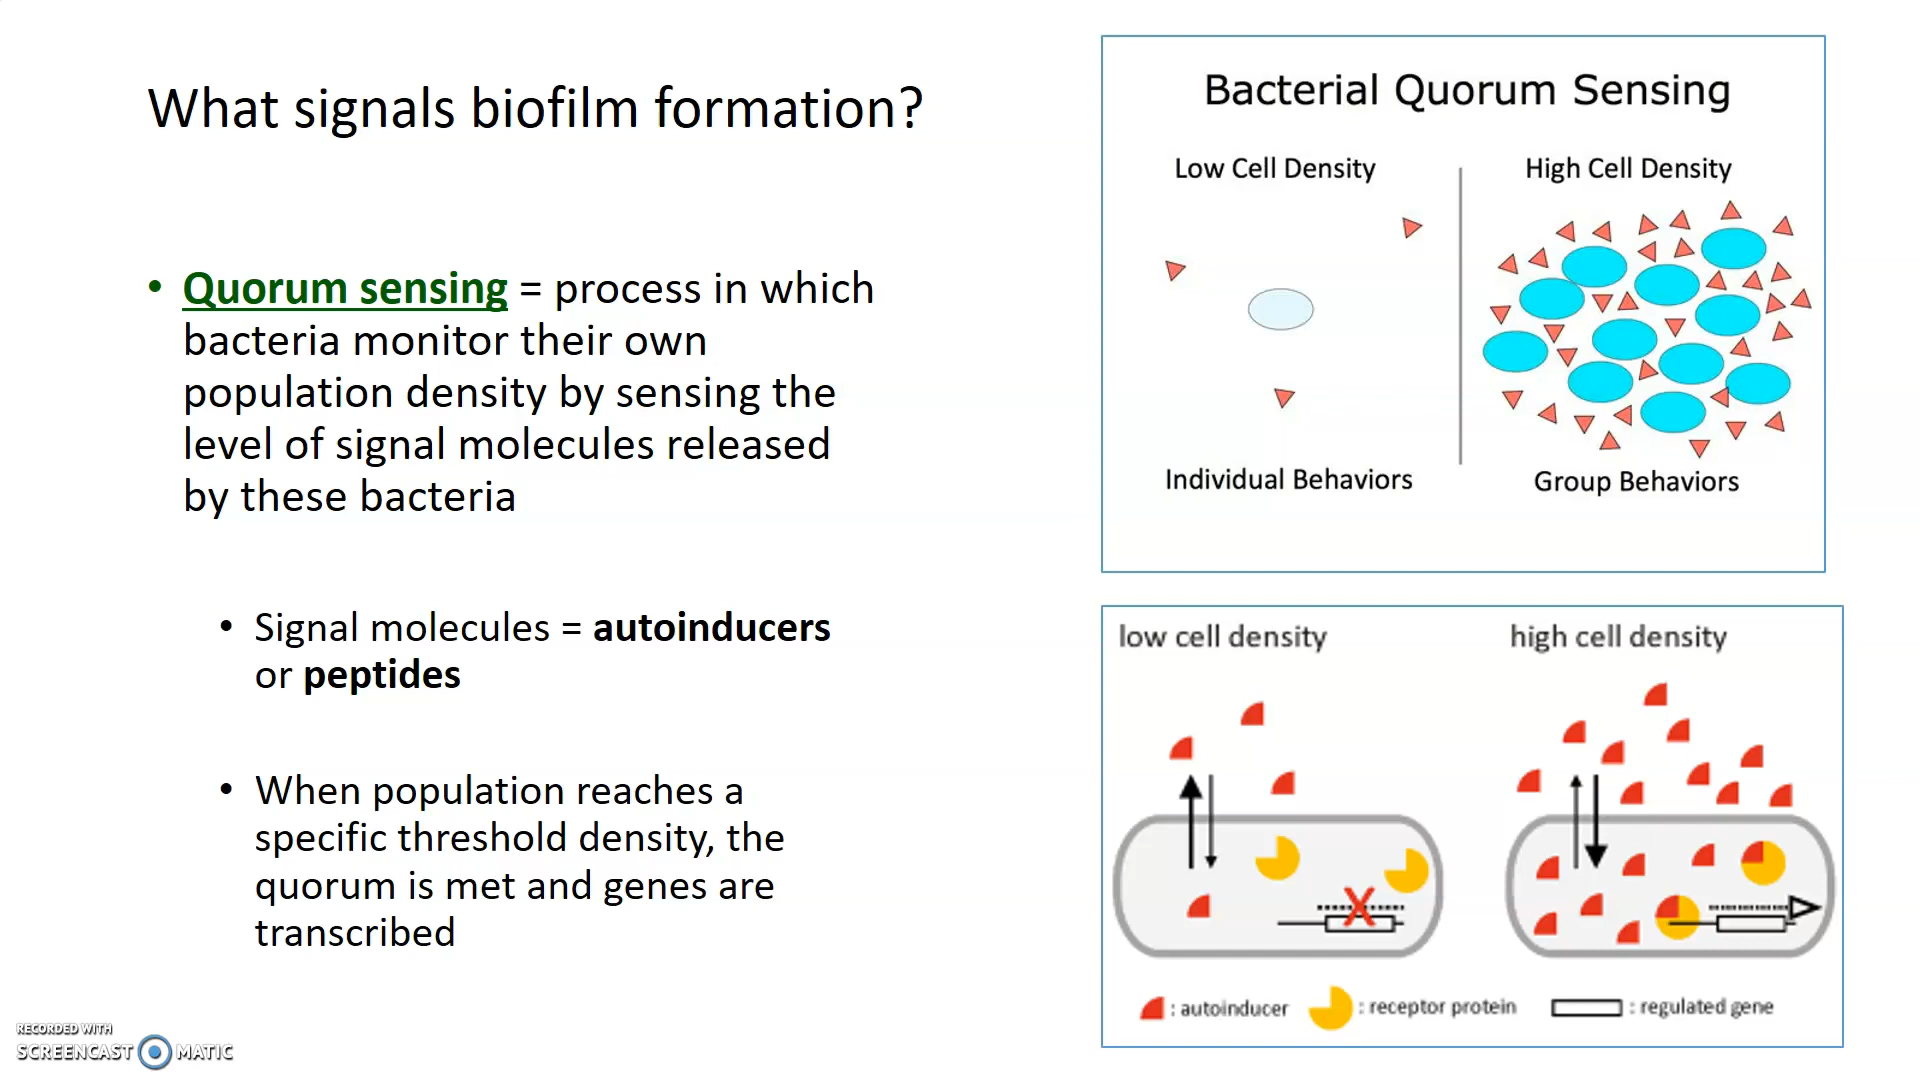 What signals biofilm formation?
• Quorum sensing = process in which
bacteria monitor their own
population density by sensing the
level of signal molecules released
by these bacteria
• Signal molecules = autoinducers
or peptides
• When population reaches a
specific threshold density, the
quorum is met and genes are
transcribed
Bacterial Quorum Sensing
Low Cell Density
High Cell Density
Individual Behaviors
Group Behaviors
low cell density
high cell density
X
: autoinducer
: receptor protein
: regulated gene
RECORDED WITH
SCREENCAST MATIC